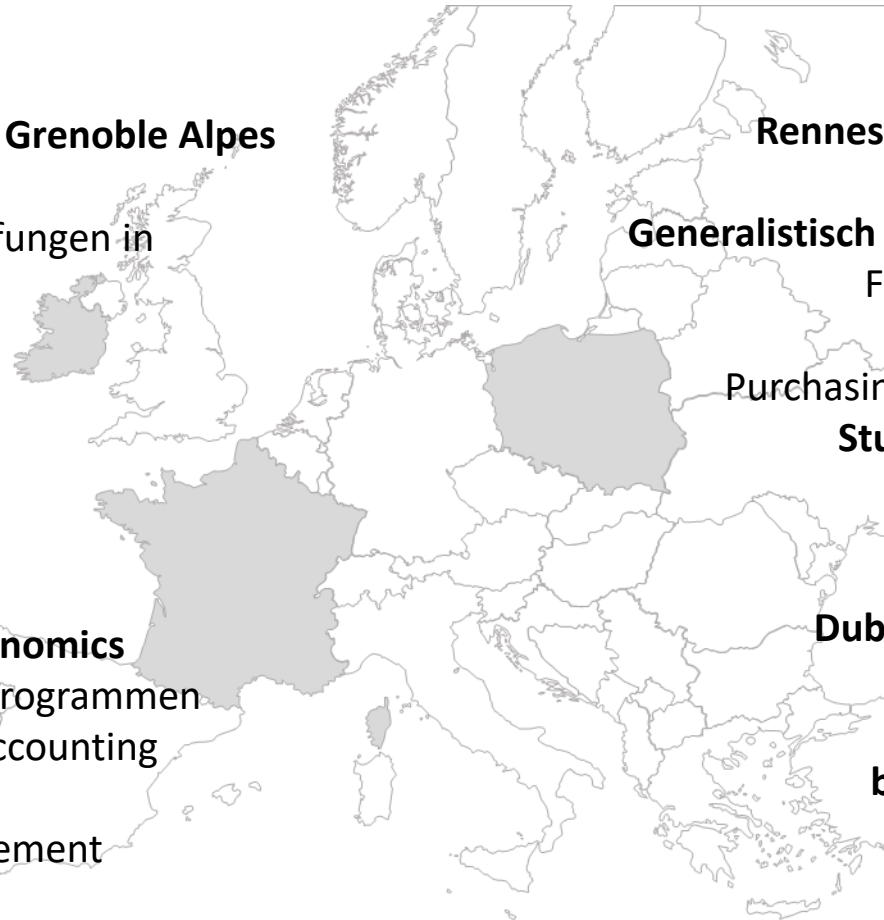 Grenoble Alpes
fungen in
nomics
rogrammen
ccounting
ement
Rennes
Generalistisch
F
Purchasin
Stu
Dub
b